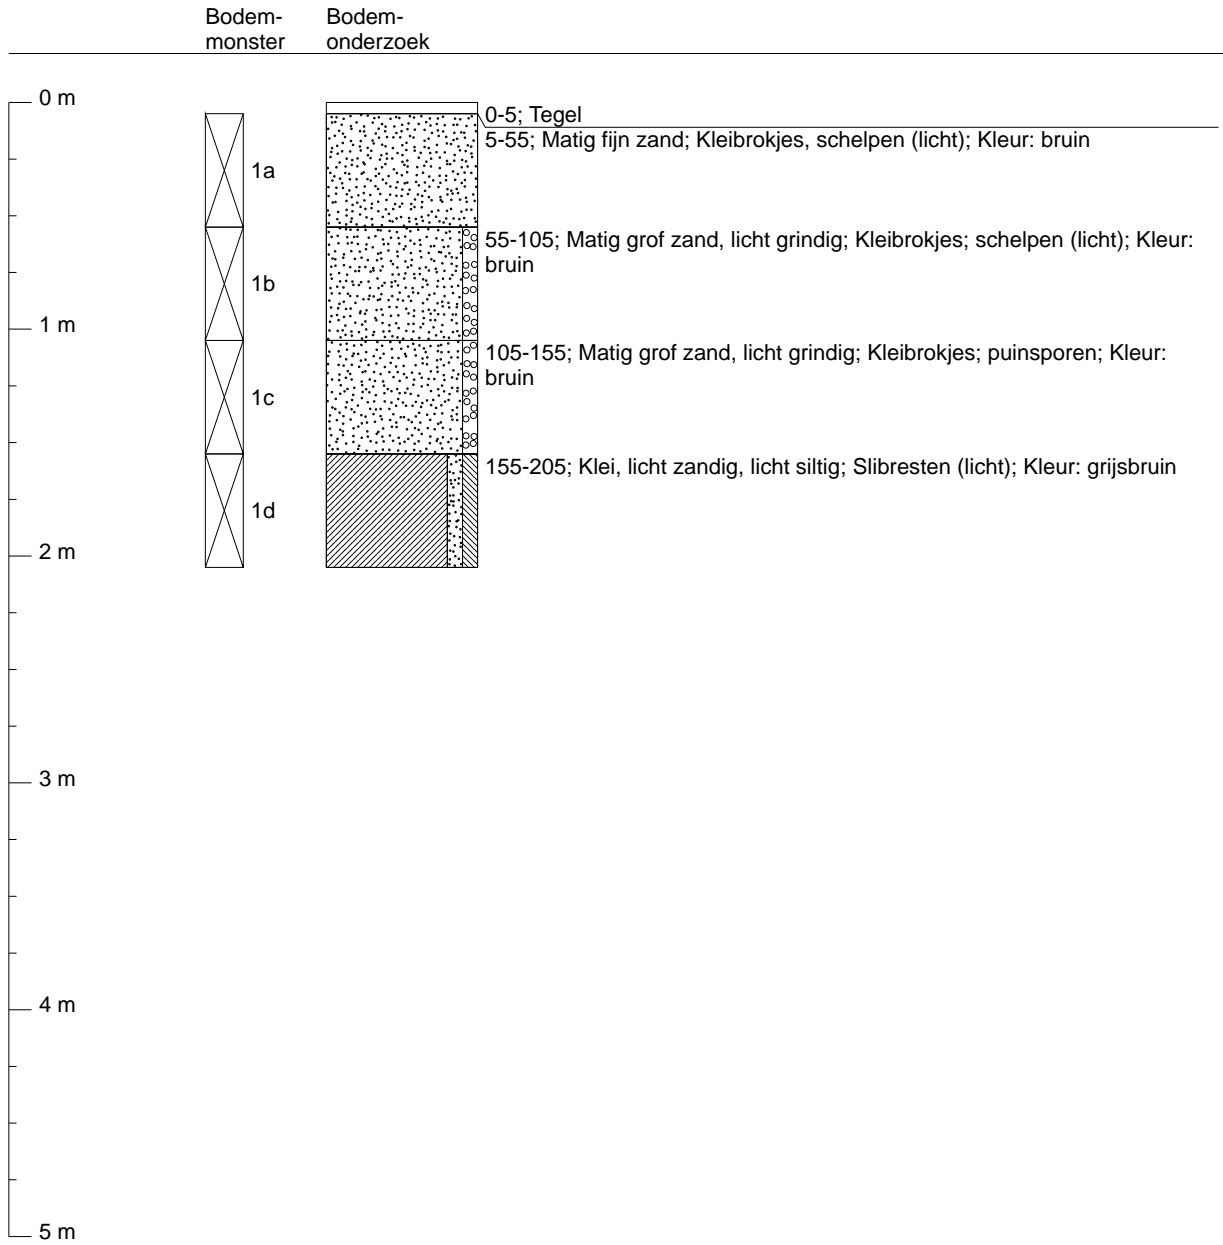 Bodem-
monster
Bodem-
onderzoek
0 m
0-5; Tegel
5-55; Matig fijn zand; Kleibrokjes, schelpen (licht); Kleur: bruin
1a
55-105; Matig grof zand, licht grindig; Kleibrokjes; schelpen (licht); Kleur:
bruin
1b
1 m
105-155; Matig grof zand, licht grindig; Kleibrokjes; puinsporen; Kleur:
bruin
1c
155-205; Klei, licht zandig, licht siltig; Slibresten (licht); Kleur: grijsbruin
1d
2 m
3 m
4 m
5 m